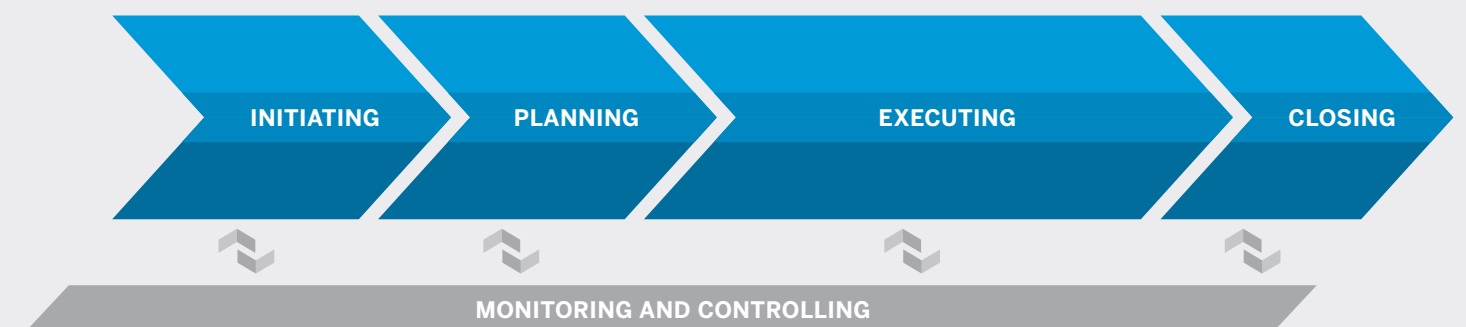 INITIATING
PLANNING
EXECUTING
CLOSING
MONITORING AND CONTROLLING